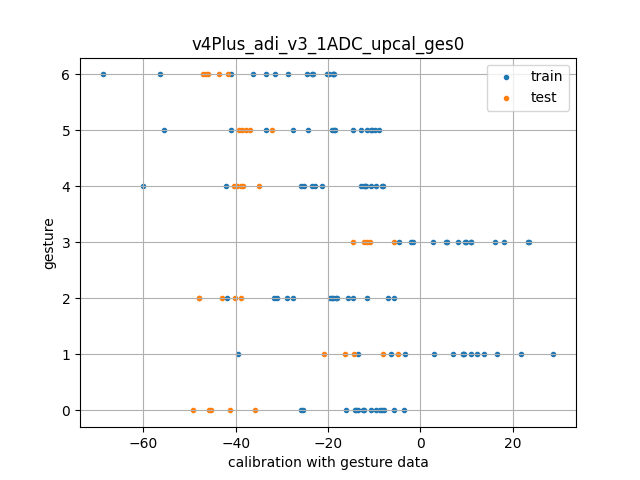 v4Plus_adi_v3_1ADC_upcal_ges0
train
test
6
5
4
3
2
1
0
gesture
−60
−40
−20
0
20
calibration with gesture data